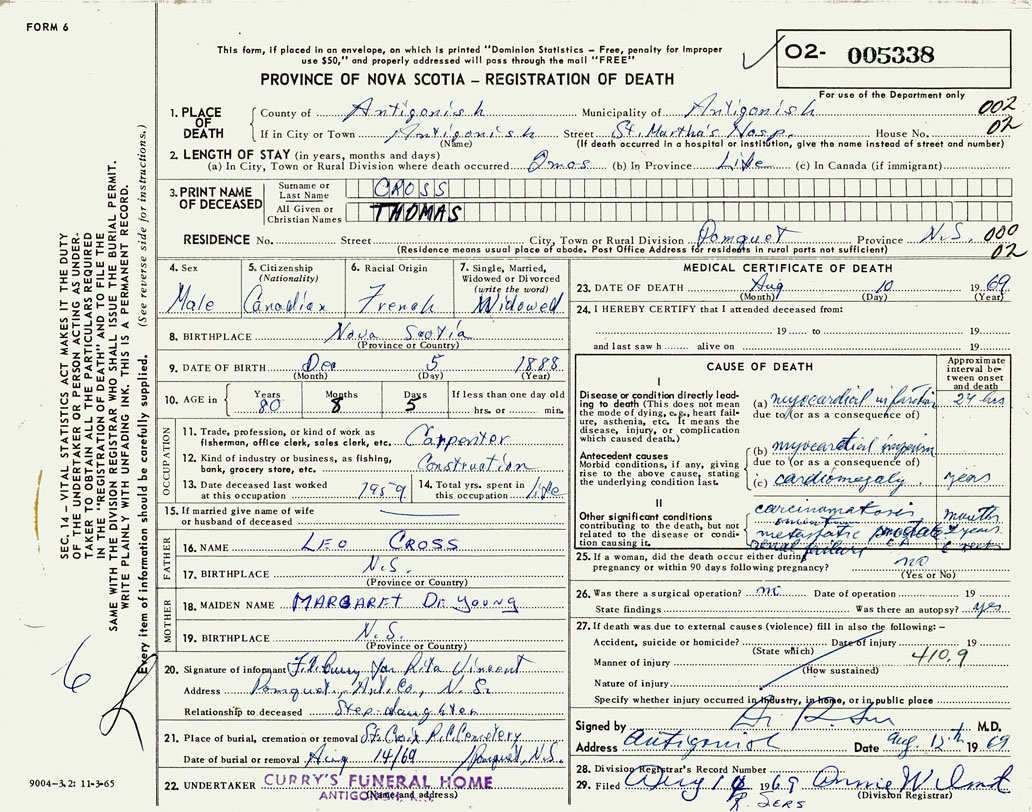 FORM 6
This form, if placed in an envelope, on which is printed "Dominion Statistics – Free, penalty for improper
use $50," and properly addressed will pass through the mail "FREE"
PROVINCE OF NOVA SCOTIA – REGISTRATION OF DEATH
O2- 005338
For use of the Department only
SEC. 14 – VITAL STATISTICS ACT MAKES IT THE DUTY
OF THE UNDERTAKER OR PERSON ACTING AS UNDER-
TAKER TO OBTAIN ALL THE PARTICULARS REQUIRED
IN THE "REGISTRATION OF DEATH" AND TO FILE THE
SAME WITH THE DIVISION REGISTRAR WHO SHALL ISSUE THE BURIAL PERMIT.
WRITE PLAINLY WITH UNFADING INK. THIS IS A PERMANENT RECORD.
Every item of information should be carefully supplied. (See reverse side for instructions.)
6
1. PLACE OF DEATH
County of Antigonish Municipality of Antigonish 002
If in City or Town Antigonish Street St. Martha's Hosp. House No. 02
(Name) (If death occurred in a hospital or institution, give the name instead of street and number)
2. LENGTH OF STAY (in years, months and days)
(a) In City, Town or Rural Division where death occurred 2 mos (b) In Province Life (c) In Canada (if immigrant)
3. PRINT NAME OF DECEASED
Surname or Last Name CROSS
All Given or Christian Names THOMAS
RESIDENCE No. Street City, Town or Rural Division Pomquet Province N.S. 000
(Residence means usual place of abode. Post Office Address for residents in rural parts not sufficient) 02
4. Sex Male
5. Citizenship (Nationality) Canadian
6. Racial Origin French
7. Single, Married, Widowed or Divorced (write the word) Widowed
8. BIRTHPLACE Nova Scotia
(Province or Country)
9. DATE OF BIRTH Dec 5 1888
(Month) (Day) (Year)
10. AGE in Years 80 Months 8 Days 5 If less than one day old hrs. or min.
OCCUPATION
11. Trade, profession, or kind of work as
fisherman, office clerk, sales clerk, etc. Carpenter
12. Kind of industry or business, as fishing,
bank, grocery store, etc. Construction
13. Date deceased last worked at this occupation 1959
14. Total yrs. spent in this occupation life
15. If married give name of wife
or husband of deceased
FATHER
16. NAME LEO CROSS
17. BIRTHPLACE N.S.
(Province or Country)
MOTHER
18. MAIDEN NAME MARGARET De Young
19. BIRTHPLACE N.S.
(Province or Country)
20. Signature of informant for Rita Vincent
Address Pomquet, Ant. Co., N.S.
Relationship to deceased Step-daughter
21. Place of burial, cremation or removal St. Croix R.C. Cemetery
Date of burial or removal Aug 14/69 Pomquet, N.S.
22. UNDERTAKER CURRY'S FUNERAL HOME
(Name and address)
MEDICAL CERTIFICATE OF DEATH
23. DATE OF DEATH Aug 10 1969
(Month) (Day) (Year)
24. I HEREBY CERTIFY that I attended deceased from:
19 to 19
and last saw h alive on 19
CAUSE OF DEATH
Approximate interval between onset and death
I
Disease or condition directly lead-
ing to death (This does not mean
the mode of dying, e.g., heart fail-
ure, asthenia, etc. It means the
disease, injury, or complication
which caused death.)
(a) myocardial infarction 24 hrs
due to (or as a consequence of)
Antecedent causes
Morbid conditions, if any, giving
rise to the above cause, stating
the underlying condition last.
(b) myocardial
due to (or as a consequence of)
(c) cardiomegaly years
II
Other significant conditions
contributing to the death, but not
related to the disease or condi-
tion causing it.
carcinomatosis months
metastatic prostate years
renal failure
25. If a woman, did the death occur either during
pregnancy or within 90 days following pregnancy? no
(Yes or No)
26. Was there a surgical operation? no Date of operation 19
State findings Was there an autopsy? yes
27. If death was due to external causes (violence) fill in also the following: –
Accident, suicide or homicide? Date of injury 19
(State which)
Manner of injury 410.9
(How sustained)
Nature of injury
Specify whether injury occurred in industry, in home, or in public place
Signed by Dr. M.D.
Address Antigonish Date Aug. 12th 1969
28. Division Registrar's Record Number
29. Filed Aug 14 1969 Annie
(Division Registrar)
9004-3.2: 11-3-65